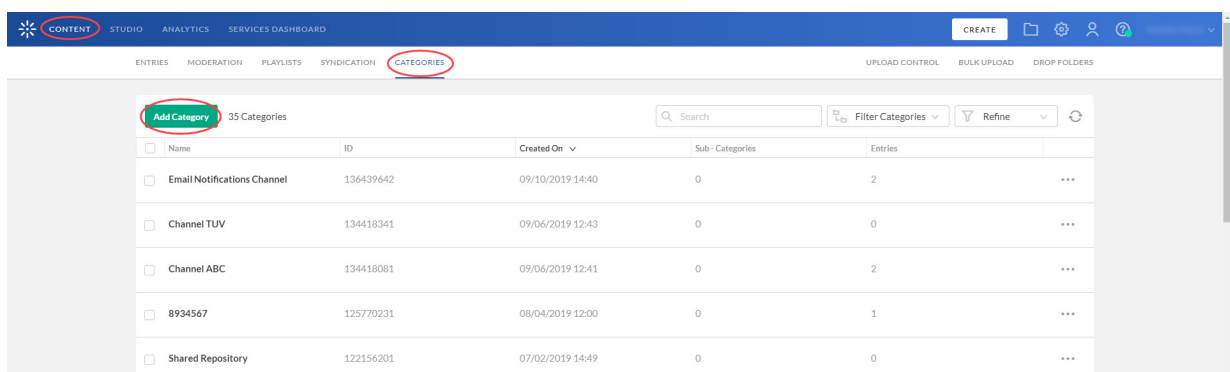 CONTENT STUDIO ANALYTICS SERVICES DASHBOARD CREATE
ENTRIES MODERATION PLAYLISTS SYNDICATION CATEGORIES UPLOAD CONTROL BULK UPLOAD DROP FOLDERS
Add Category 35 Categories Search Filter Categories Refine
Name ID Created On Sub - Categories Entries
Email Notifications Channel 136439642 09/10/2019 14:40 0 2
Channel TUV 134418341 09/06/2019 12:43 0 0
Channel ABC 134418081 09/06/2019 12:41 0 2
8934567 125770231 08/04/2019 12:00 0 1
Shared Repository 122156201 07/02/2019 14:49 0 0